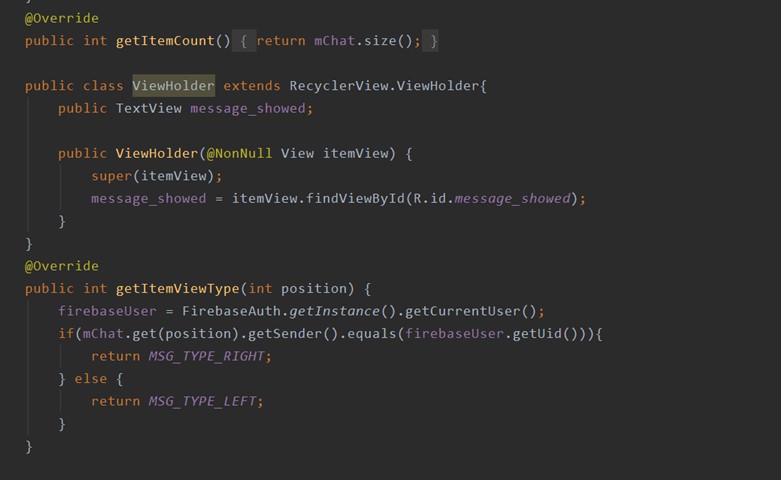 @Override
public int getItemCount() { return mChat.size(); }
public class ViewHolder extends RecyclerView.ViewHolder{
public TextView message_showed;
public ViewHolder(@NonNull View itemView) {
super(itemView);
message_showed = itemView.findViewById(R.id.message_showed);
}
}
@Override
public int getItemViewType(int position) {
firebaseUser = FirebaseAuth.getInstance().getCurrentUser();
if(mChat.get(position).getSender().equals(firebaseUser.getUid())){
return MSG_TYPE_RIGHT;
} else {
return MSG_TYPE_LEFT;
}
}